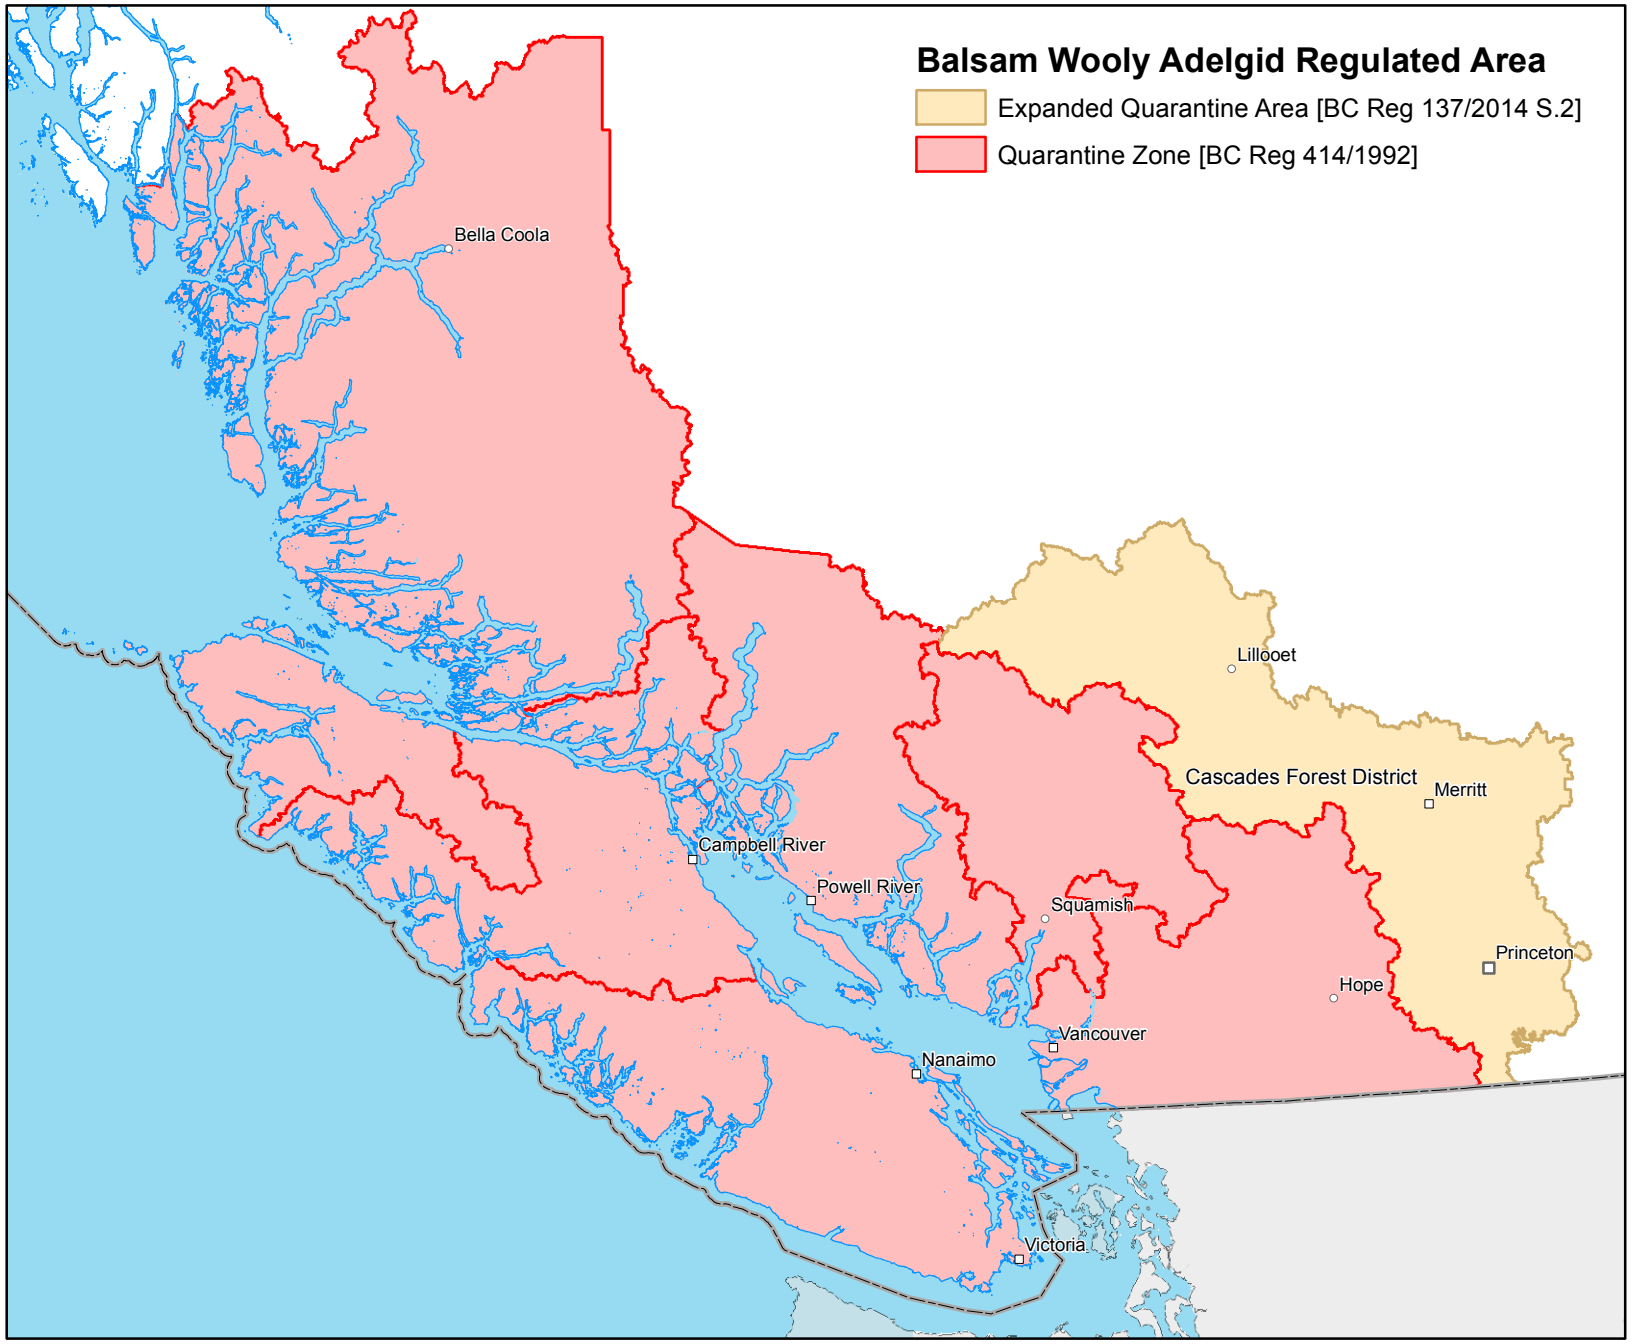 Balsam Wooly Adelgid Regulated Area
Expanded Quarantine Area [BC Reg 137/2014 S.2]
Quarantine Zone [BC Reg 414/1992]
Bella Coola
Lillooet
Cascades Forest District
Merritt
Campbell River
Powell River
Squamish
Princeton
Hope
Vancouver
Nanaimo
Victoria